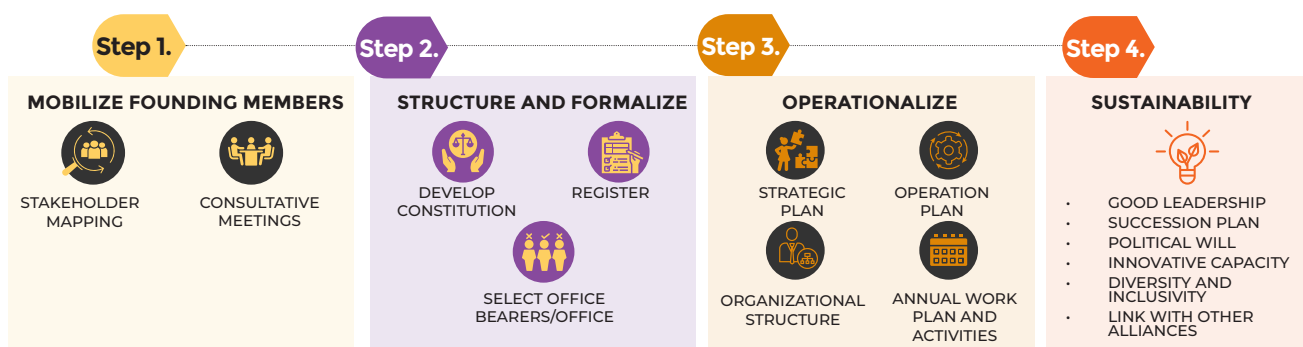 Step 1.
MOBILIZE FOUNDING MEMBERS
STAKEHOLDER
MAPPING
CONSULTATIVE
MEETINGS
Step 2.
STRUCTURE AND FORMALIZE
DEVELOP
CONSTITUTION
REGISTER
SELECT OFFICE
BEARERS/OFFICE
Step 3.
OPERATIONALIZE
STRATEGIC
PLAN
OPERATION
PLAN
ORGANIZATIONAL
STRUCTURE
ANNUAL WORK
PLAN AND
ACTIVITIES
Step 4.
SUSTAINABILITY
• GOOD LEADERSHIP
• SUCCESSION PLAN
• POLITICAL WILL
• INNOVATIVE CAPACITY
• DIVERSITY AND
INCLUSIVITY
• LINK WITH OTHER
ALLIANCES